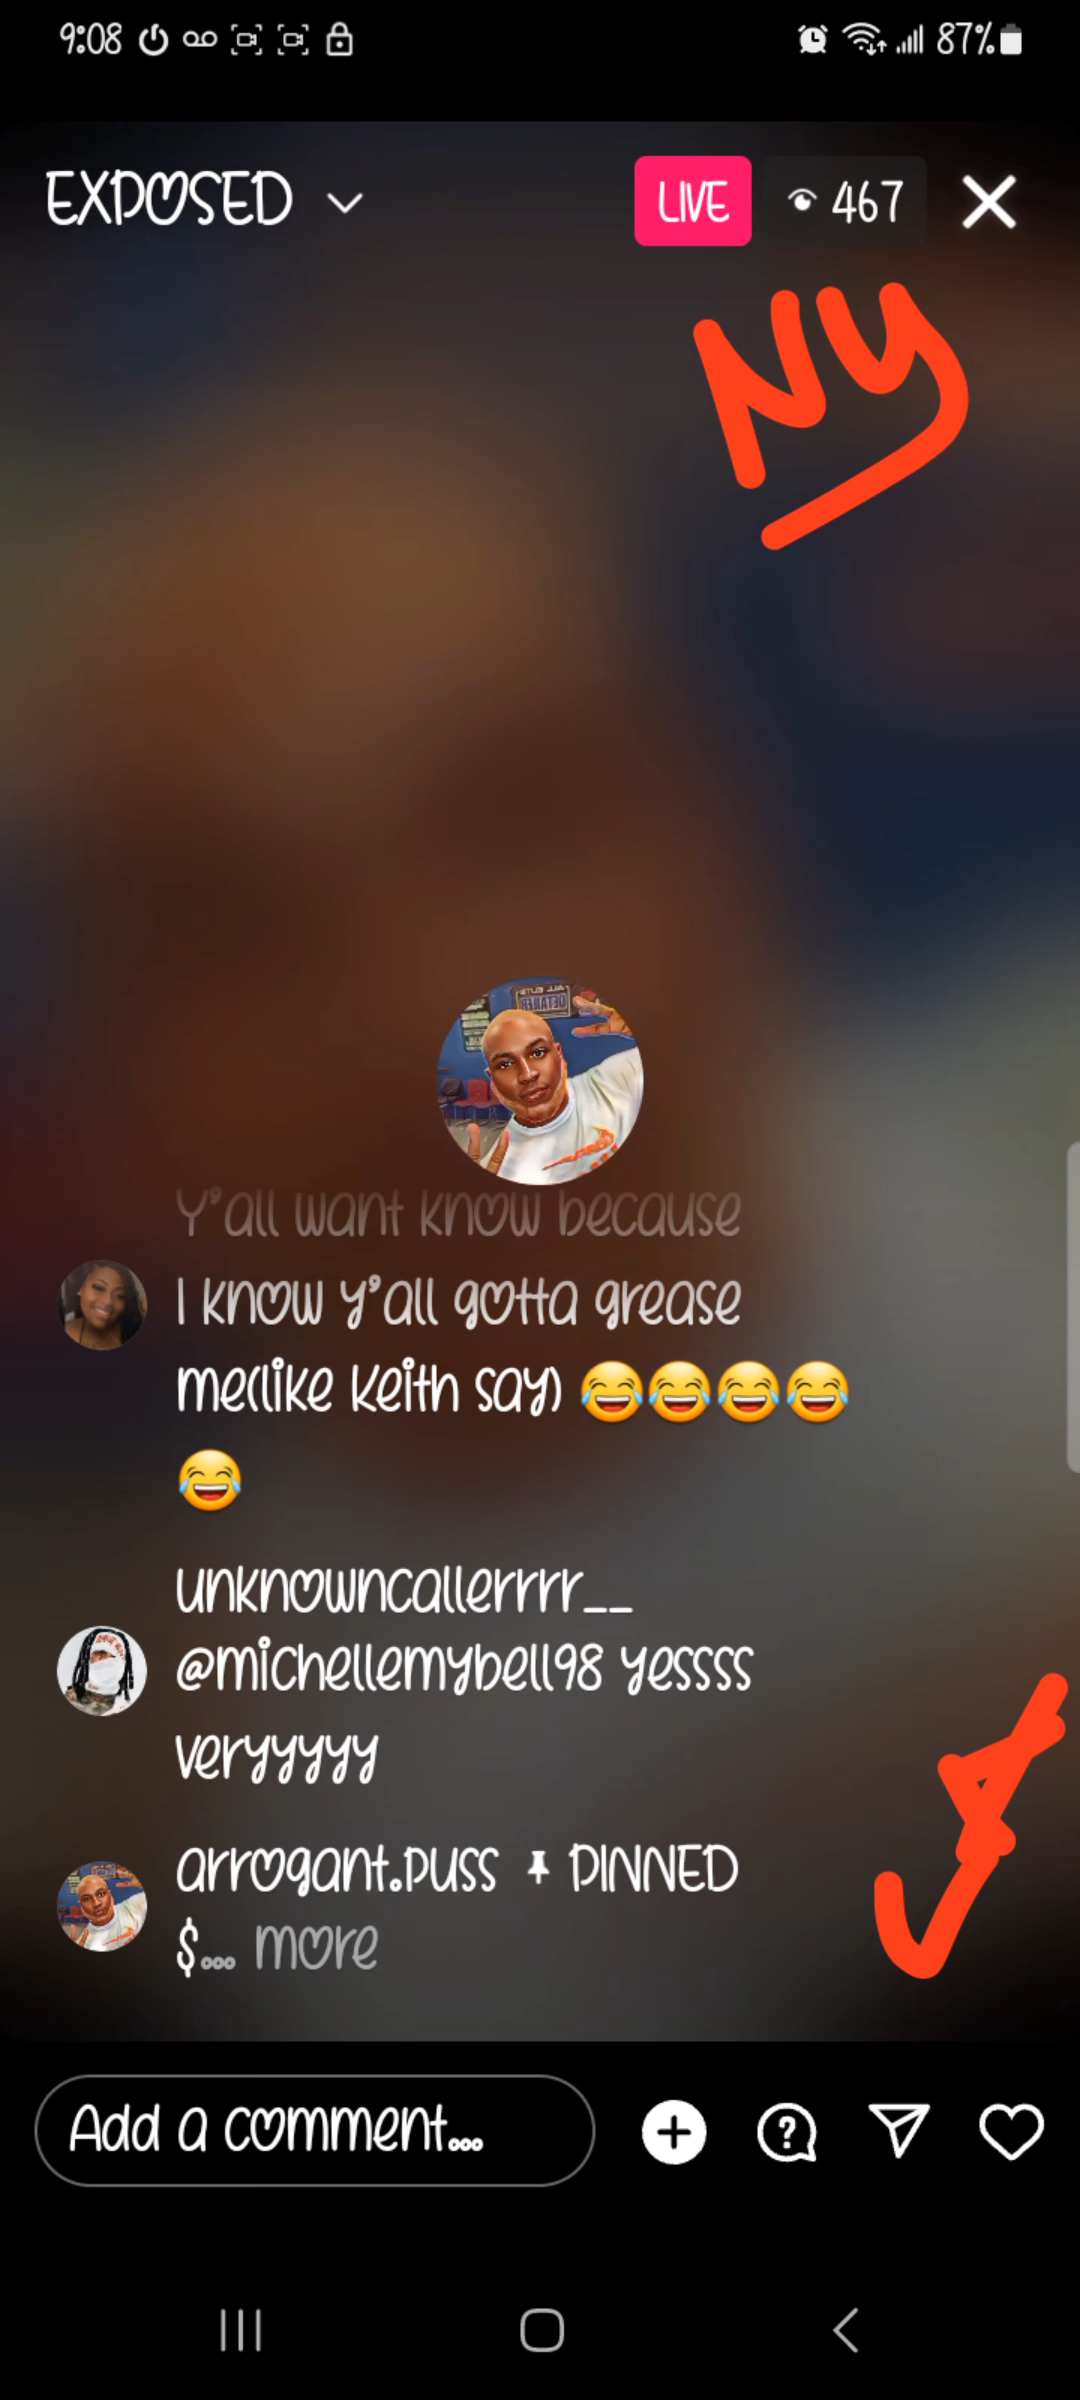 9:08 87%
EXPOSED LIVE 467
NY
Y'all want know because
I know y'all gotta grease
me(like Keith say) 😂😂😂😂
😂
unknowncallerrrr__
@michellemybell98 yessss
veryyyyy
arrogant.puss PINNED
$... more
Add a comment...